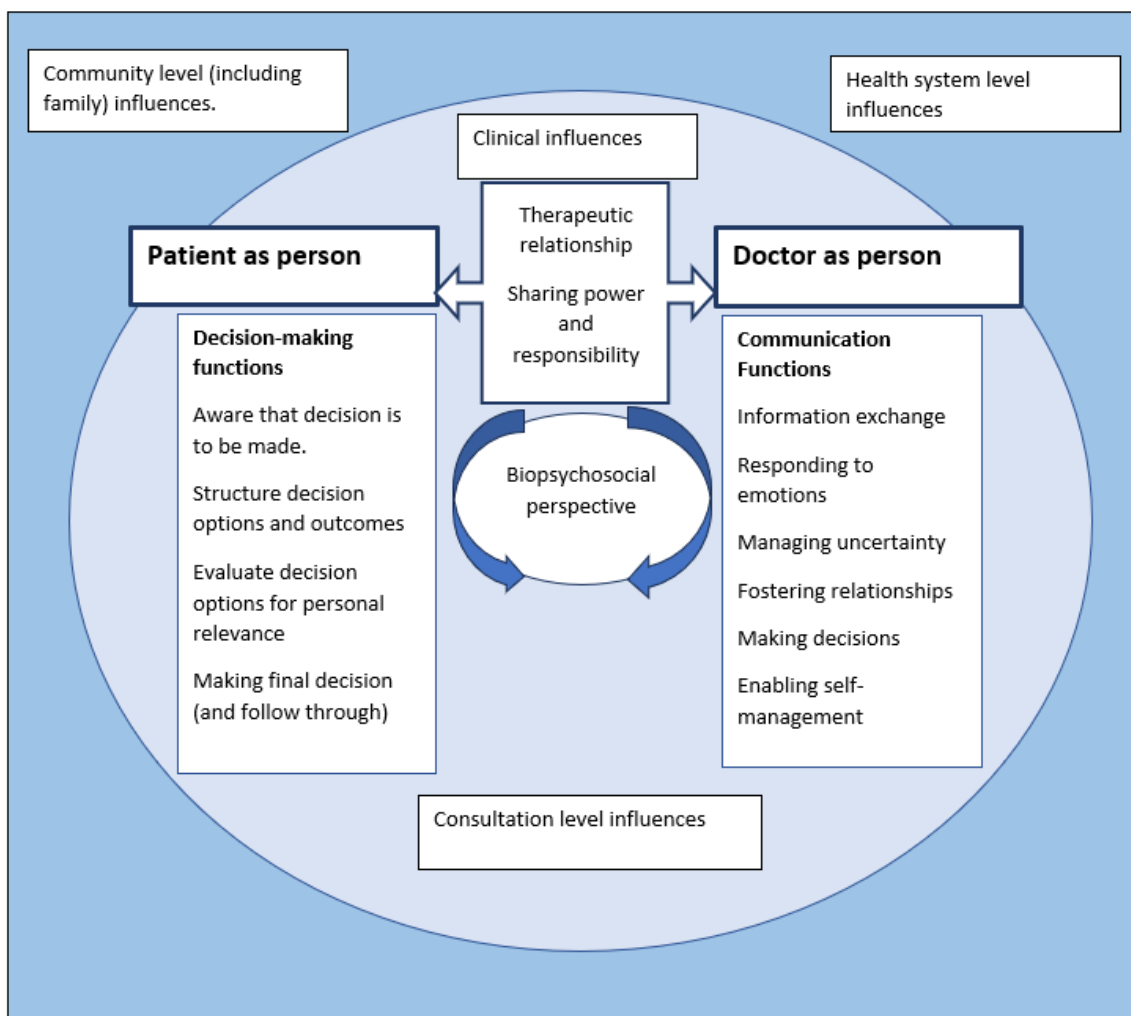 Community level (including
family) influences.
Health system level
influences
Clinical influences
Therapeutic
relationship
Sharing power
and
responsibility
Patient as person
Doctor as person
Decision-making
functions
Aware that decision is
to be made.
Structure decision
options and outcomes
Evaluate decision
options for personal
relevance
Making final decision
(and follow through)
Biopsychosocial
perspective
Communication
Functions
Information exchange
Responding to
emotions
Managing uncertainty
Fostering relationships
Making decisions
Enabling self-
management
Consultation level influences